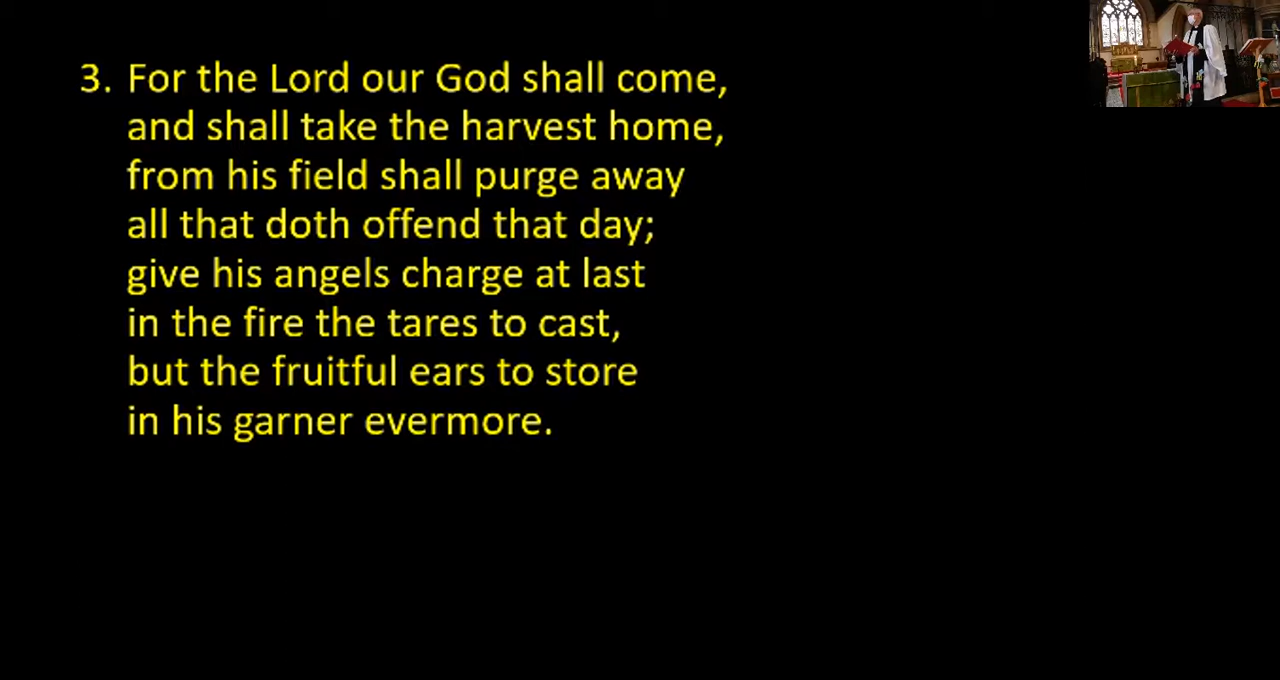 3. For the Lord our God shall come,
and shall take the harvest home,
from his field shall purge away
all that doth offend that day;
give his angels charge at last
in the fire the tares to cast,
but the fruitful ears to store
in his garner evermore.